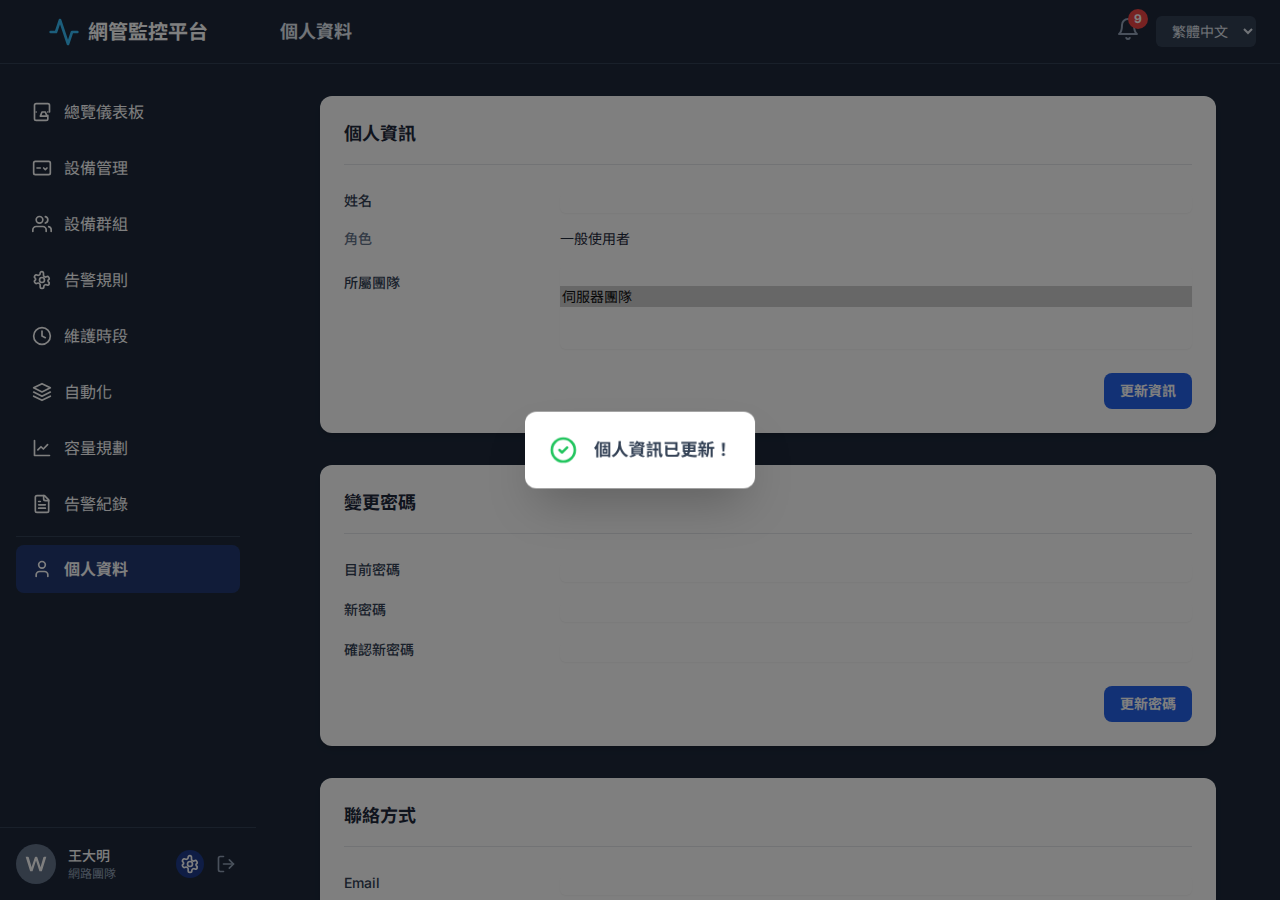 網管監控平台
個人資料
9
繁體中文
總覽儀表板
設備管理
設備群組
告警規則
維護時段
自動化
容量規劃
告警紀錄
個人資料
王大明
網路團隊
W
個人資訊
姓名
角色
一般使用者
所屬團隊
伺服器團隊
更新資訊
個人資訊已更新！
變更密碼
目前密碼
新密碼
確認新密碼
更新密碼
聯絡方式
Email